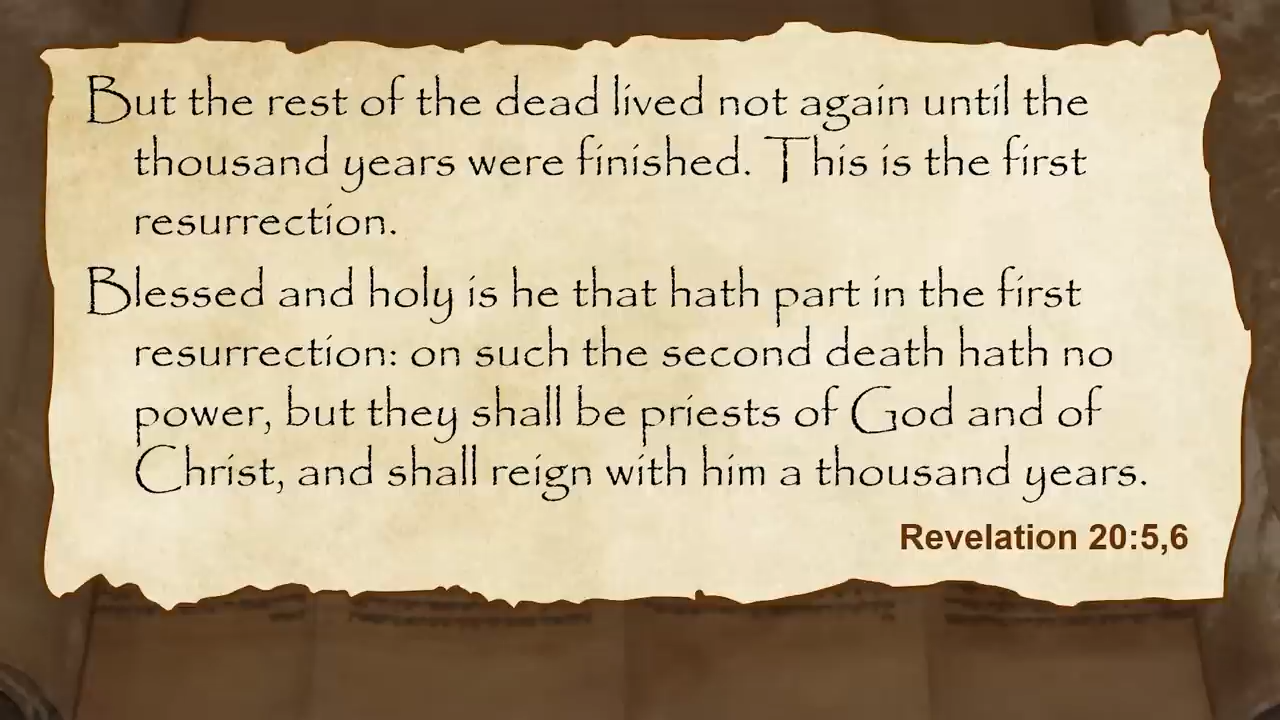 But the rest of the dead lived not again until the
thousand years were finished. This is the first
resurrection.
Blessed and holy is he that hath part in the first
resurrection: on such the second death hath no
power, but they shall be priests of God and of
Christ, and shall reign with him a thousand years.
Revelation 20:5,6